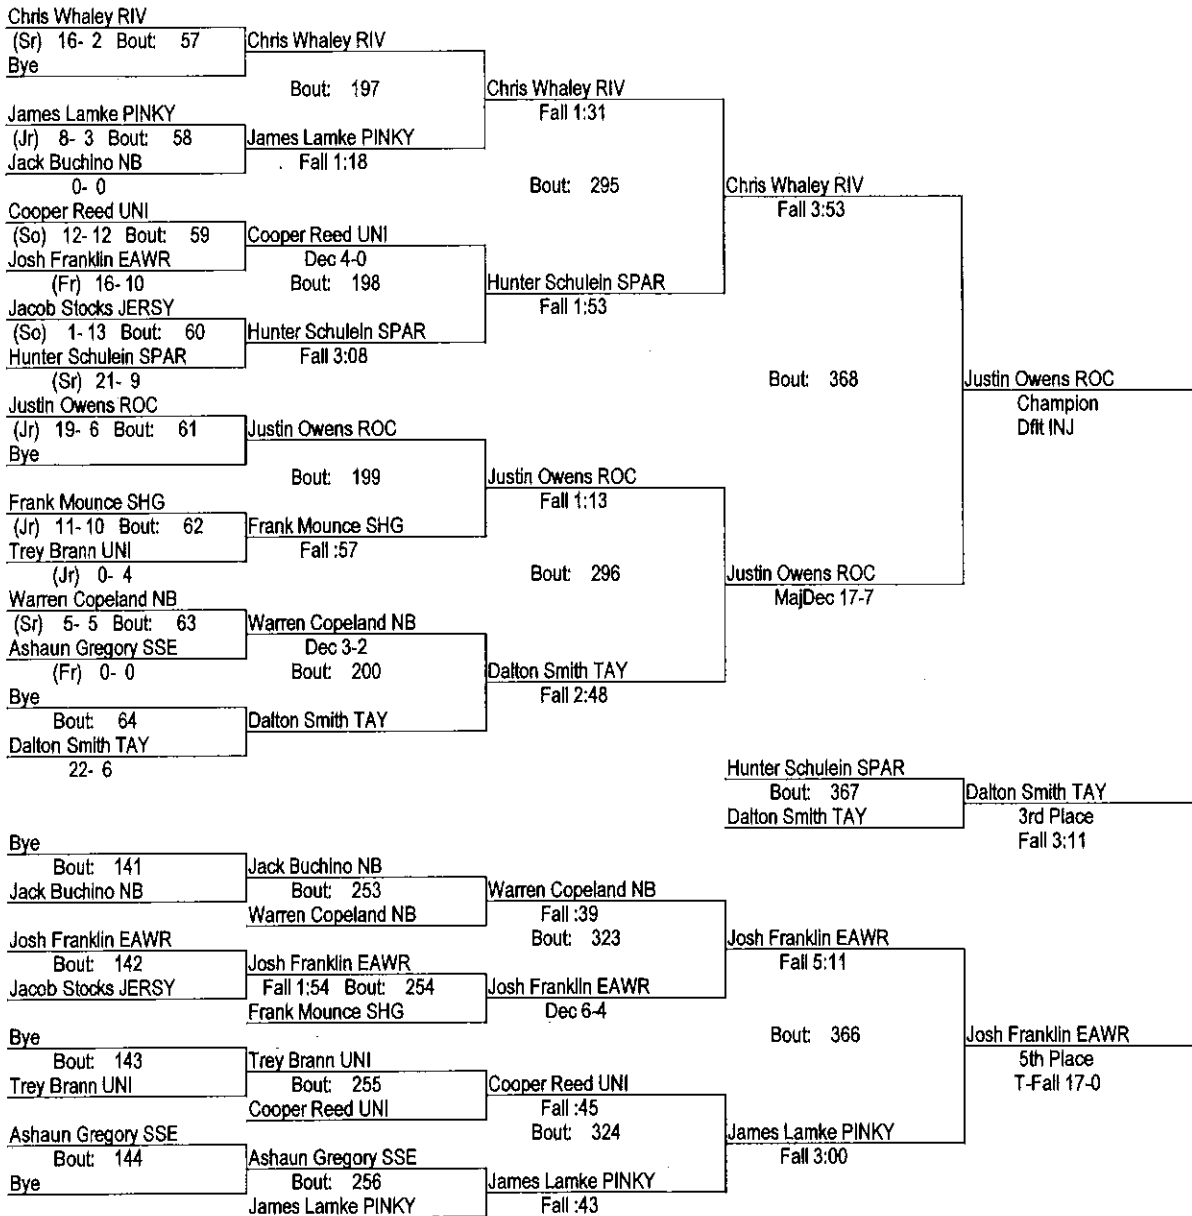 Chris Whaley RIV
(Sr) 16- 2 Bout: 57
Bye
Chris Whaley RIV
Bout: 197
James Lamke PINKY
(Jr) 8- 3 Bout: 58
Jack Buchino NB
0- 0
James Lamke PINKY
Fall 1:18
Chris Whaley RIV
Fall 1:31
Bout: 295
Cooper Reed UNI
(So) 12- 12 Bout: 59
Josh Franklin EAWR
(Fr) 16- 10
Cooper Reed UNI
Dec 4-0
Bout: 198
Jacob Stocks JERSY
(So) 1- 13 Bout: 60
Hunter Schulein SPAR
(Sr) 21- 9
Hunter Schulein SPAR
Fall 3:08
Hunter Schulein SPAR
Fall 1:53
Chris Whaley RIV
Fall 3:53
Bout: 368
Justin Owens ROC
(Jr) 19- 6 Bout: 61
Bye
Justin Owens ROC
Bout: 199
Frank Mounce SHG
(Jr) 11- 10 Bout: 62
Trey Brann UNI
(Jr) 0- 4
Frank Mounce SHG
Fall :57
Justin Owens ROC
Fall 1:13
Bout: 296
Warren Copeland NB
(Sr) 5- 5 Bout: 63
Ashaun Gregory SSE
(Fr) 0- 0
Warren Copeland NB
Dec 3-2
Bout: 200
Bye
Bout: 64
Dalton Smith TAY
22- 6
Dalton Smith TAY
Dalton Smith TAY
Fall 2:48
Justin Owens ROC
MajDec 17-7
Justin Owens ROC
Champion
Dflt INJ
Hunter Schulein SPAR
Bout: 367
Dalton Smith TAY
Dalton Smith TAY
3rd Place
Fall 3:11
Bye
Bout: 141
Jack Buchino NB
Jack Buchino NB
Bout: 253
Warren Copeland NB
Warren Copeland NB
Fall :39
Bout: 323
Josh Franklin EAWR
Bout: 142
Jacob Stocks JERSY
Josh Franklin EAWR
Fall 1:54 Bout: 254
Frank Mounce SHG
Josh Franklin EAWR
Dec 6-4
Josh Franklin EAWR
Fall 5:11
Bout: 366
Bye
Bout: 143
Trey Brann UNI
Trey Brann UNI
Bout: 255
Cooper Reed UNI
Cooper Reed UNI
Fall :45
Bout: 324
Ashaun Gregory SSE
Bout: 144
Bye
Ashaun Gregory SSE
Bout: 256
James Lamke PINKY
James Lamke PINKY
Fall :43
James Lamke PINKY
Fall 3:00
Josh Franklin EAWR
5th Place
T-Fall 17-0